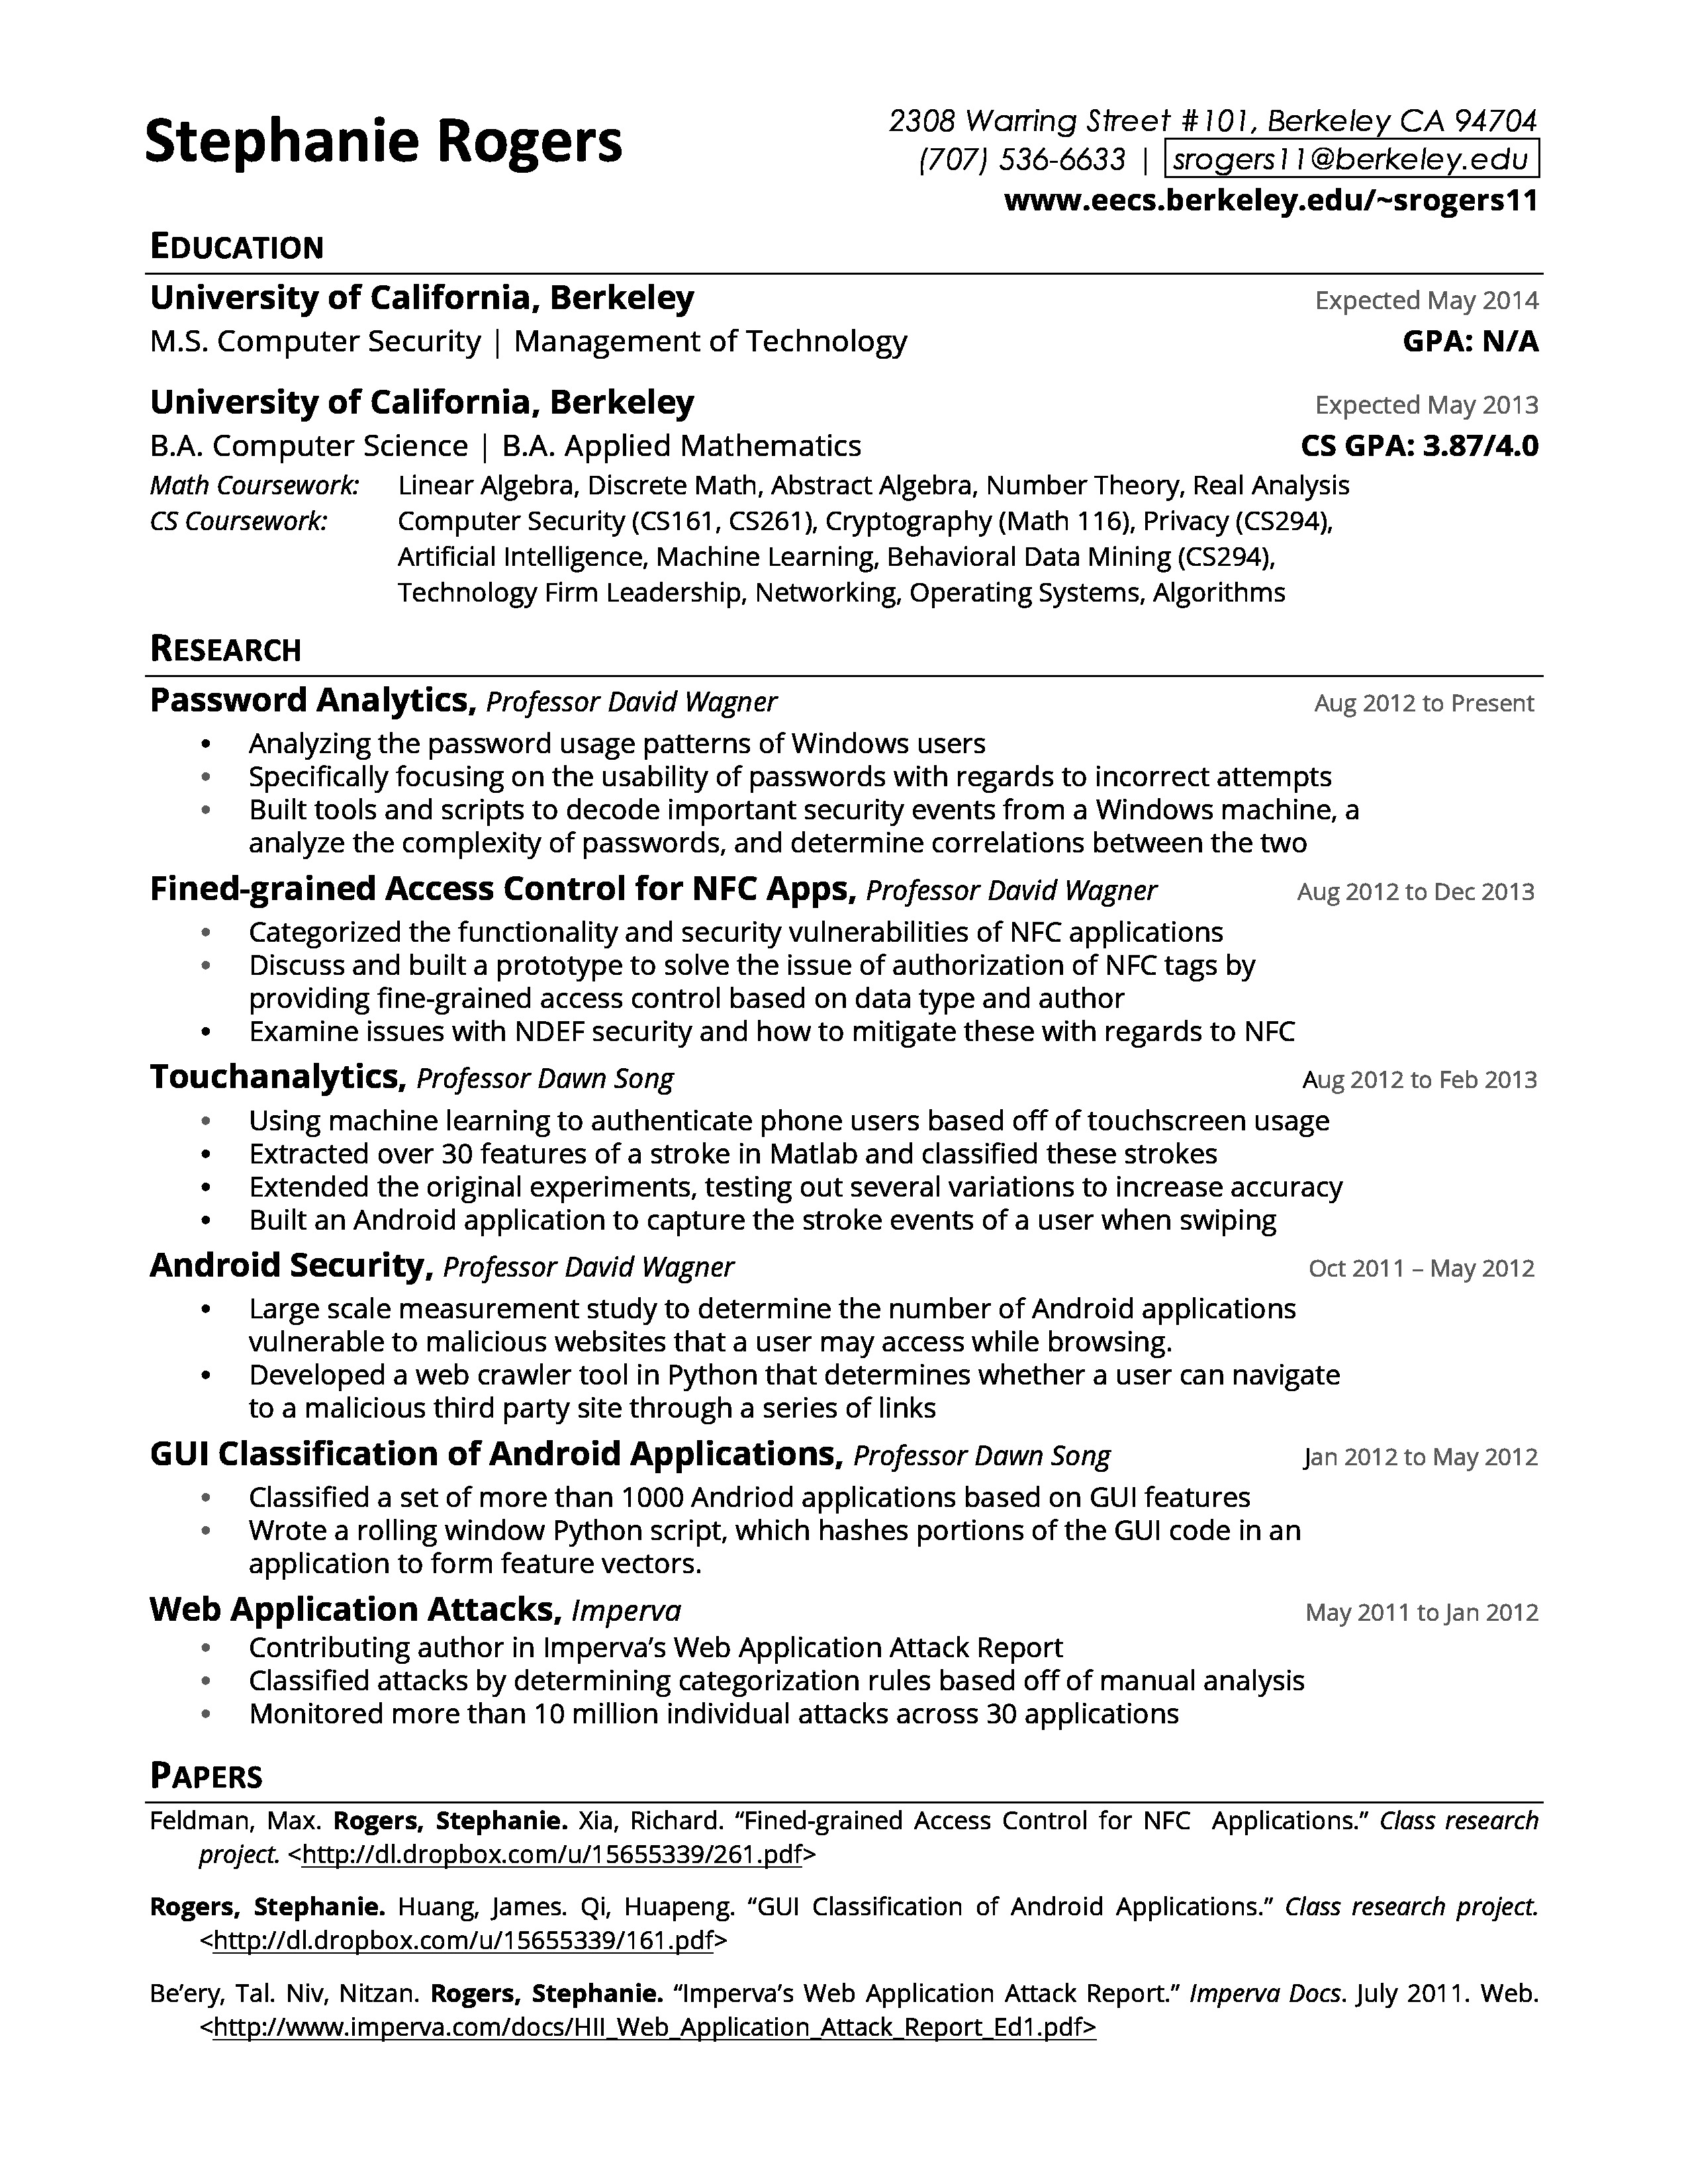 Stephanie Rogers
2308 Warring Street #101, Berkeley CA 94704
(707) 536-6633 | srogers11@berkeley.edu
www.eecs.berkeley.edu/~srogers11
EDUCATION
University of California, Berkeley Expected May 2014
M.S. Computer Security | Management of Technology GPA: N/A
University of California, Berkeley Expected May 2013
B.A. Computer Science | B.A. Applied Mathematics CS GPA: 3.87/4.0
Math Coursework: Linear Algebra, Discrete Math, Abstract Algebra, Number Theory, Real Analysis
CS Coursework: Computer Security (CS161, CS261), Cryptography (Math 116), Privacy (CS294),
Artificial Intelligence, Machine Learning, Behavioral Data Mining (CS294),
Technology Firm Leadership, Networking, Operating Systems, Algorithms
RESEARCH
Password Analytics, Professor David Wagner Aug 2012 to Present
• Analyzing the password usage patterns of Windows users
• Specifically focusing on the usability of passwords with regards to incorrect attempts
• Built tools and scripts to decode important security events from a Windows machine, a
analyze the complexity of passwords, and determine correlations between the two
Fined-grained Access Control for NFC Apps, Professor David Wagner Aug 2012 to Dec 2013
• Categorized the functionality and security vulnerabilities of NFC applications
• Discuss and built a prototype to solve the issue of authorization of NFC tags by
providing fine-grained access control based on data type and author
• Examine issues with NDEF security and how to mitigate these with regards to NFC
Touchanalytics, Professor Dawn Song Aug 2012 to Feb 2013
• Using machine learning to authenticate phone users based off of touchscreen usage
• Extracted over 30 features of a stroke in Matlab and classified these strokes
• Extended the original experiments, testing out several variations to increase accuracy
• Built an Android application to capture the stroke events of a user when swiping
Android Security, Professor David Wagner Oct 2011 – May 2012
• Large scale measurement study to determine the number of Android applications
vulnerable to malicious websites that a user may access while browsing.
• Developed a web crawler tool in Python that determines whether a user can navigate
to a malicious third party site through a series of links
GUI Classification of Android Applications, Professor Dawn Song Jan 2012 to May 2012
• Classified a set of more than 1000 Andriod applications based on GUI features
• Wrote a rolling window Python script, which hashes portions of the GUI code in an
application to form feature vectors.
Web Application Attacks, Imperva May 2011 to Jan 2012
• Contributing author in Imperva’s Web Application Attack Report
• Classified attacks by determining categorization rules based off of manual analysis
• Monitored more than 10 million individual attacks across 30 applications
PAPERS
Feldman, Max. Rogers, Stephanie. Xia, Richard. “Fined-grained Access Control for NFC Applications.” Class research
project. <http://dl.dropbox.com/u/15655339/261.pdf>
Rogers, Stephanie. Huang, James. Qi, Huapeng. “GUI Classification of Android Applications.” Class research project.
<http://dl.dropbox.com/u/15655339/161.pdf>
Be’ery, Tal. Niv, Nitzan. Rogers, Stephanie. “Imperva’s Web Application Attack Report.” Imperva Docs. July 2011. Web.
<http://www.imperva.com/docs/HII_Web_Application_Attack_Report_Ed1.pdf>